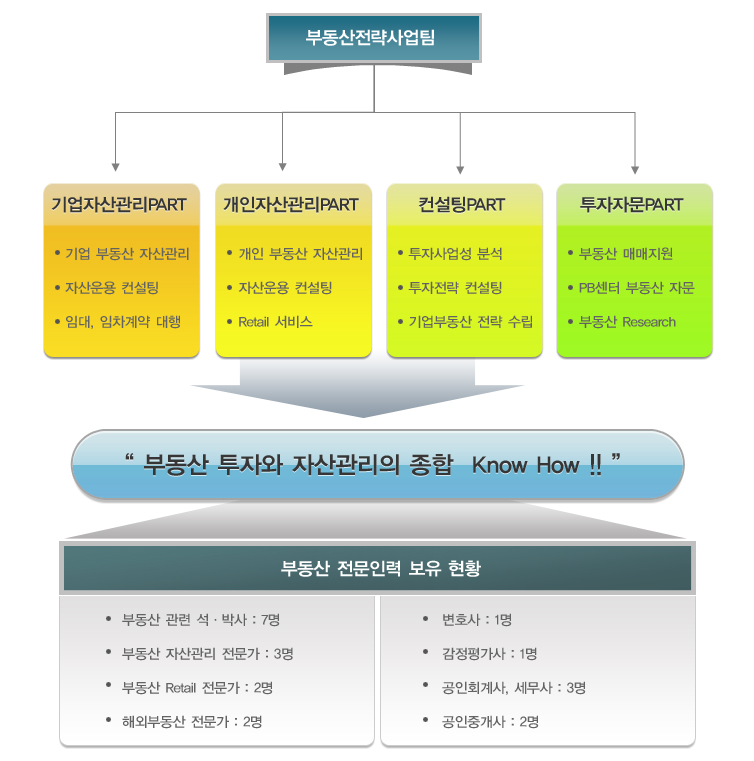 부동산전략사업팀
기업자산관리PART
• 기업 부동산 자산관리
• 자산운용 컨설팅
• 임대, 임차계약 대행
개인자산관리PART
• 개인 부동산 자산관리
• 자산운용 컨설팅
• Retail 서비스
컨설팅PART
• 투자사업성 분석
• 투자전략 컨설팅
• 기업부동산 전략 수립
투자자문PART
• 부동산 매매지원
• PB센터 부동산 자문
• 부동산 Research
“ 부동산 투자와 자산관리의 종합 Know How !! ”
부동산 전문인력 보유 현황
• 부동산 관련 석 · 박사 : 7명
• 부동산 자산관리 전문가 : 3명
• 부동산 Retail 전문가 : 2명
• 해외부동산 전문가 : 2명
• 변호사 : 1명
• 감정평가사 : 1명
• 공인회계사, 세무사 : 3명
• 공인중개사 : 2명